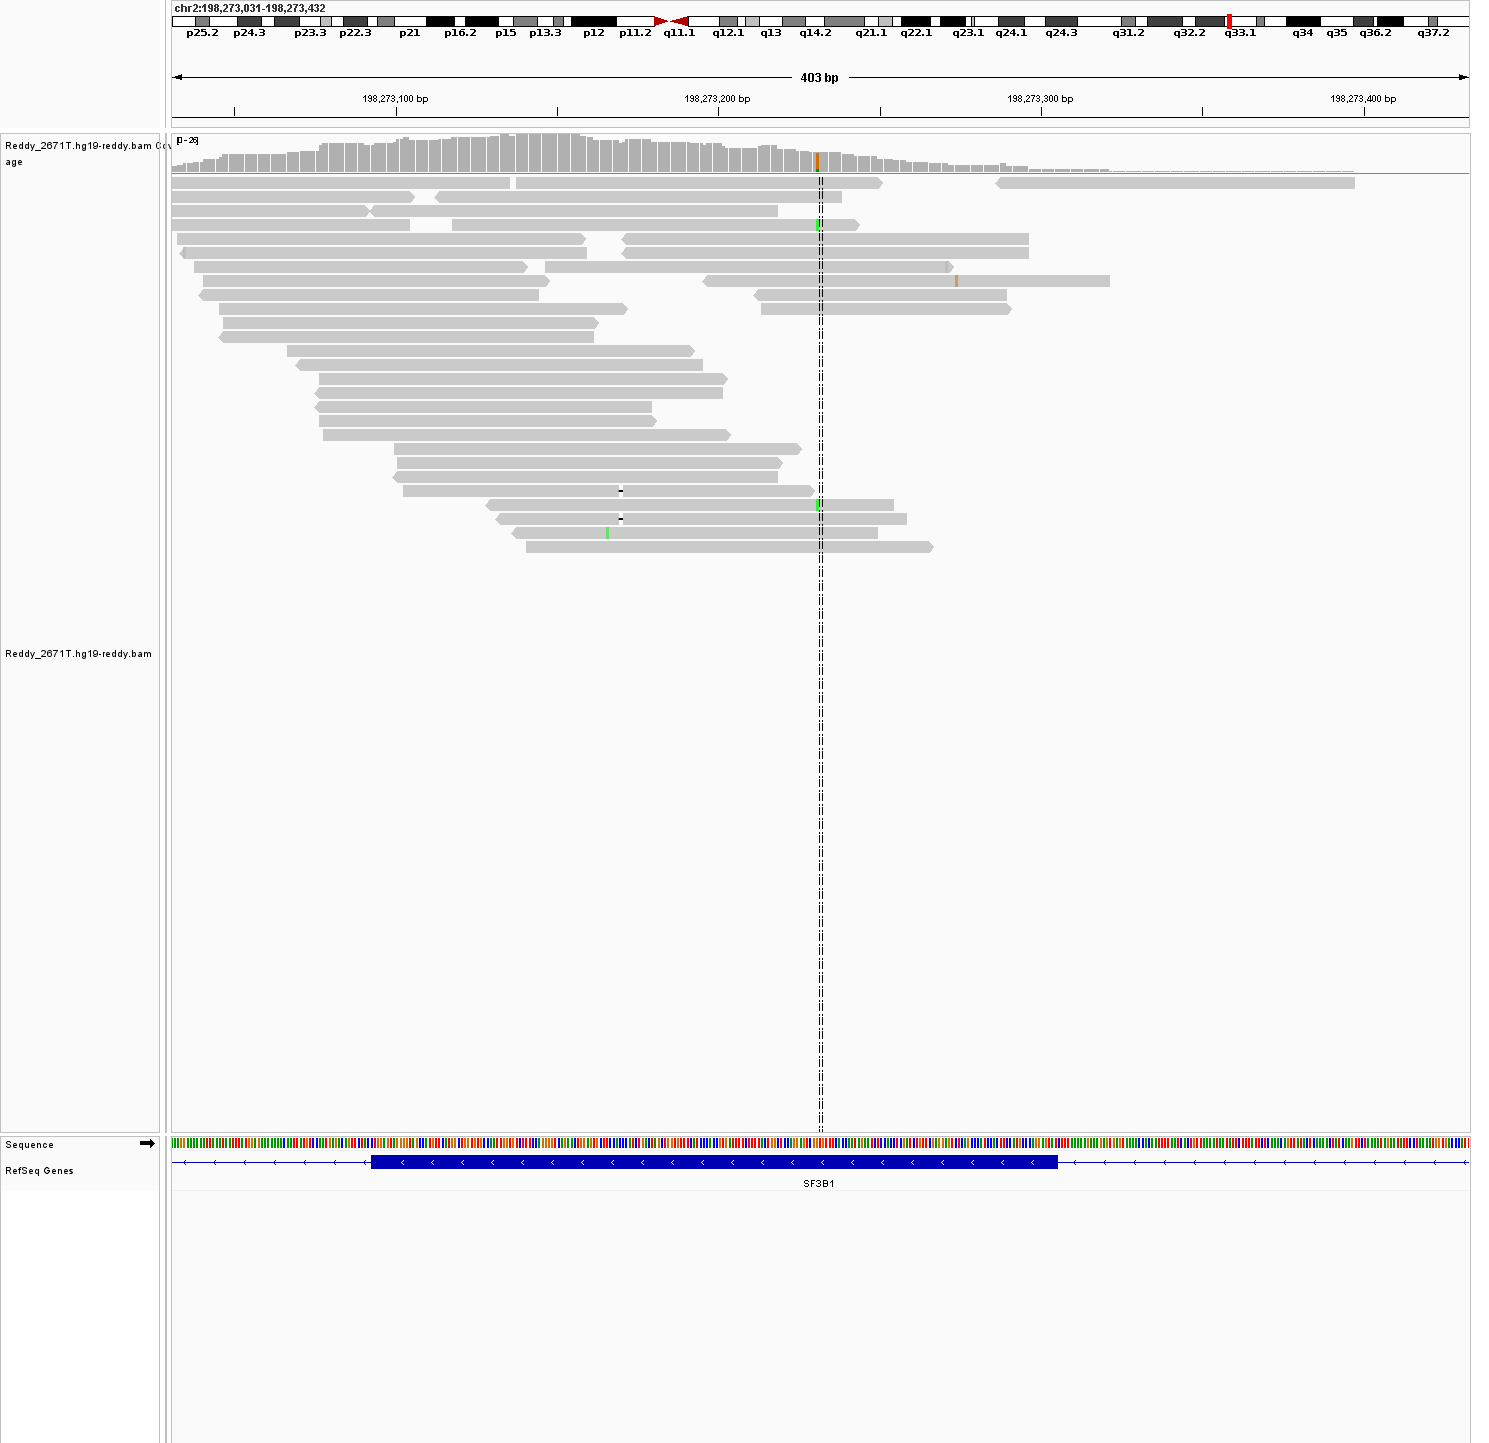 chr2:198,273,031-198,273,432
p25.2 p24.3 p23.3 p22.3 p21 p16.2 p15 p13.3 p12 p11.2 q11.1 q12.1 q13 q14.2 q21.1 q22.1 q23.1 q24.1 q24.3 q31.2 q32.2 q33.1 q34 q35 q36.2 q37.2
403 bp
198,273,100 bp 198,273,200 bp 198,273,300 bp 198,273,400 bp
[0 - 26]
Reddy_2671T.hg19-reddy.bam Cov
age
Reddy_2671T.hg19-reddy.bam
Sequence
RefSeq Genes
SF3B1